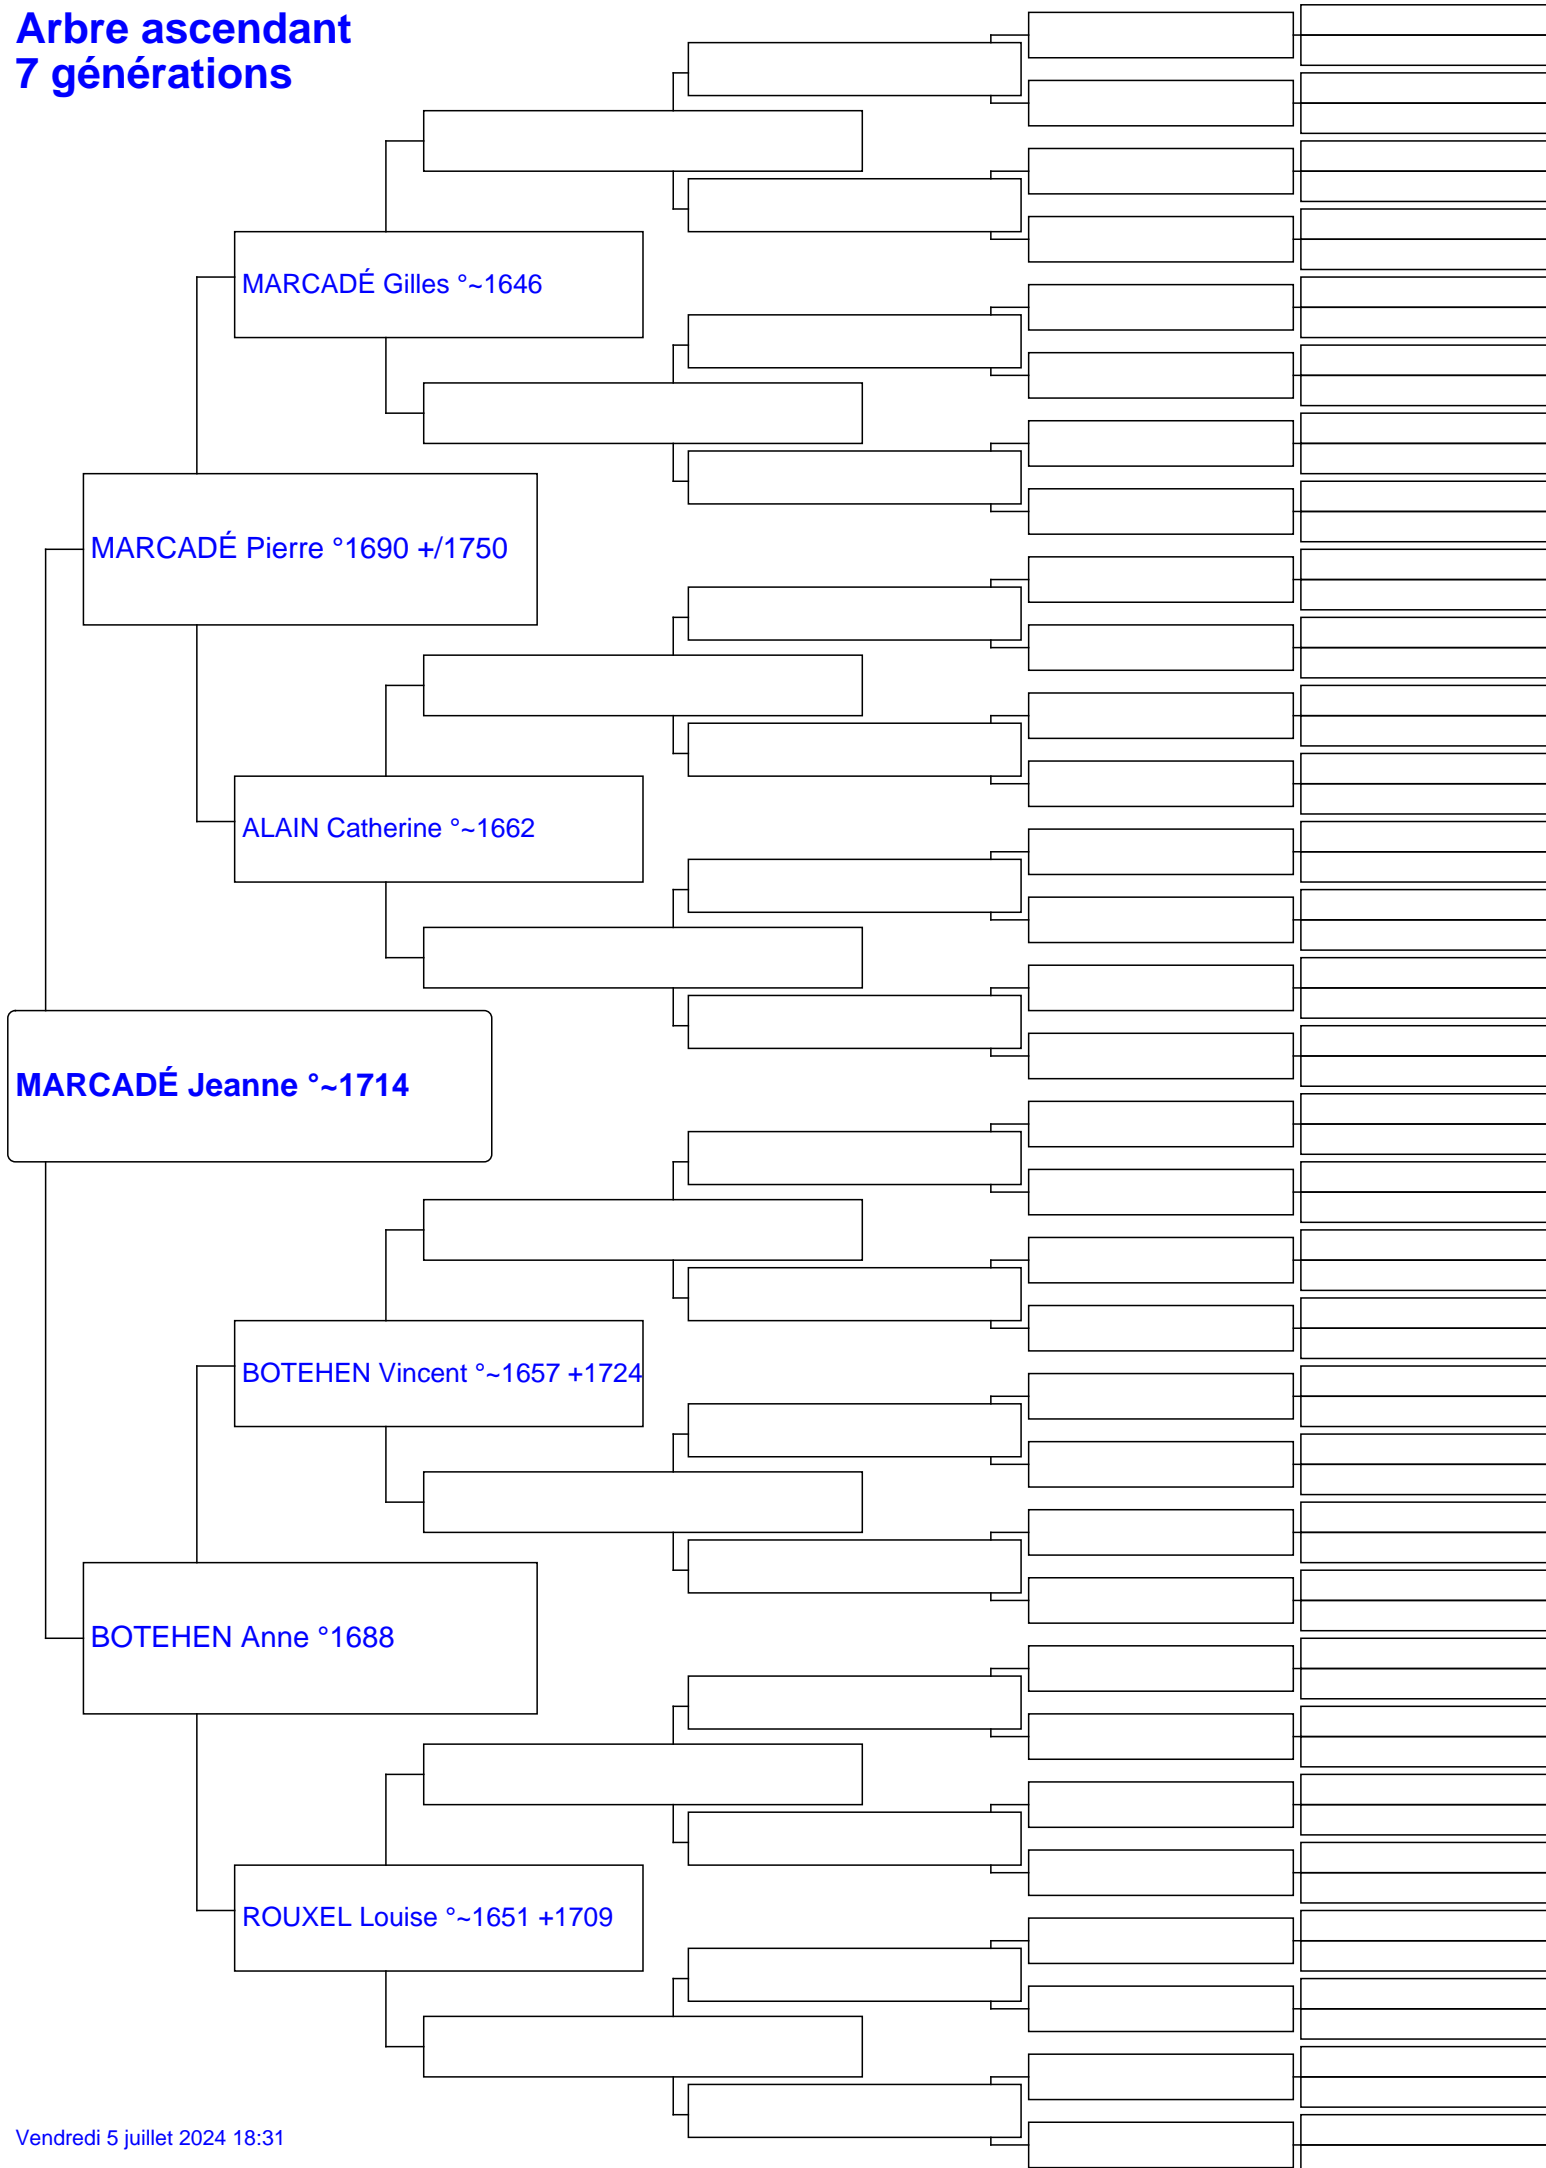 Arbre ascendant
7 générations
MARCADÉ Gilles °~1646
MARCADÉ Pierre °1690 +/1750
ALAIN Catherine °~1662
MARCADÉ Jeanne °~1714
BOTEHEN Vincent °~1657 +1724
BOTEHEN Anne °1688
ROUXEL Louise °~1651 +1709
Vendredi 5 juillet 2024 18:31